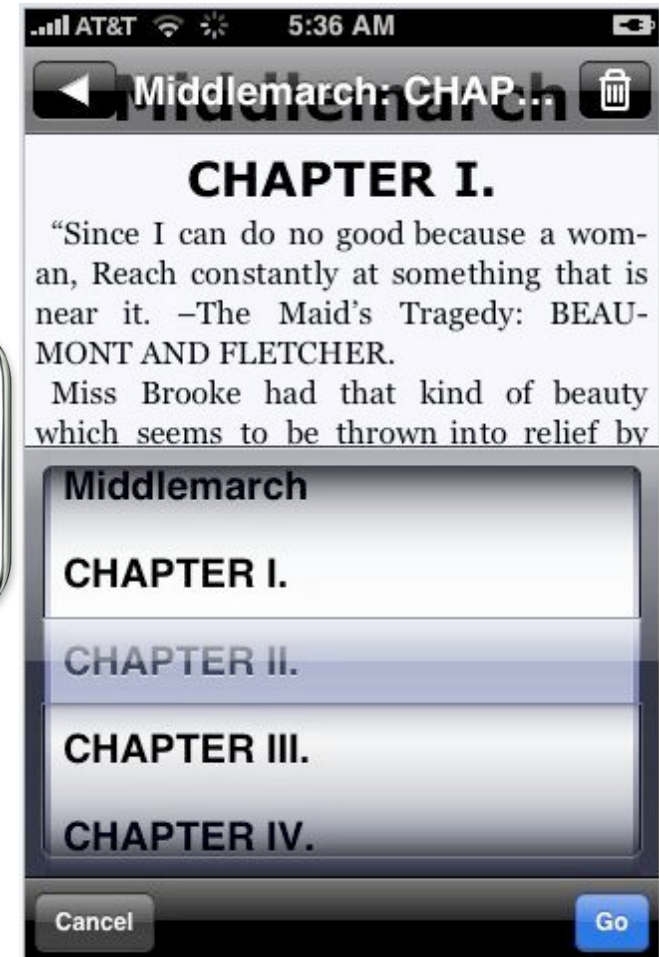 AT&T 5:36 AM
Middlemarch
Middlemarch: CHAP...
CHAPTER I.
“Since I can do no good because a wom-
an, Reach constantly at something that is
near it. –The Maid’s Tragedy: BEAU-
MONT AND FLETCHER.
Miss Brooke had that kind of beauty
which seems to be thrown into relief by
Middlemarch
CHAPTER I.
CHAPTER II.
CHAPTER III.
CHAPTER IV.
Cancel Go